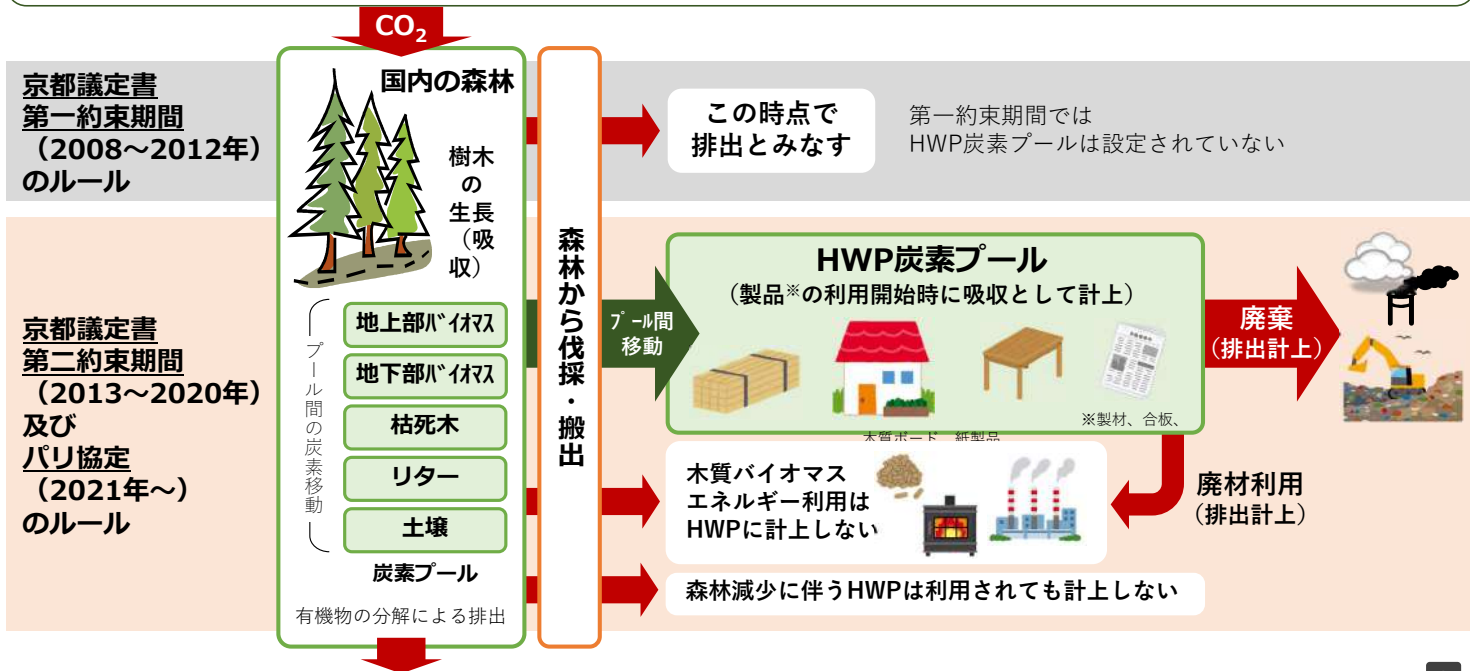 CO₂
京都議定書
第一約束期間
（2008～2012年）
のルール
国内の森林
樹木
の
生長
（吸
収）
この時点で
排出とみなす
第一約束期間では
HWP炭素プールは設定されていない
森林から伐採・搬出
京都議定書
第二約束期間
（2013～2020年）
及び
パリ協定
（2021年～）
のルール
プール間の炭素移動
地上部ﾊﾞｲｵﾏｽ
地下部ﾊﾞｲｵﾏｽ
枯死木
リター
土壌
炭素プール
有機物の分解による排出
ﾌﾟｰﾙ間
移動
HWP炭素プール
（製品※の利用開始時に吸収として計上）
※製材、合板、
木質ボード、紙製品
廃棄
（排出計上）
木質バイオマス
エネルギー利用は
HWPに計上しない
廃材利用
（排出計上）
森林減少に伴うHWPは利用されても計上しない